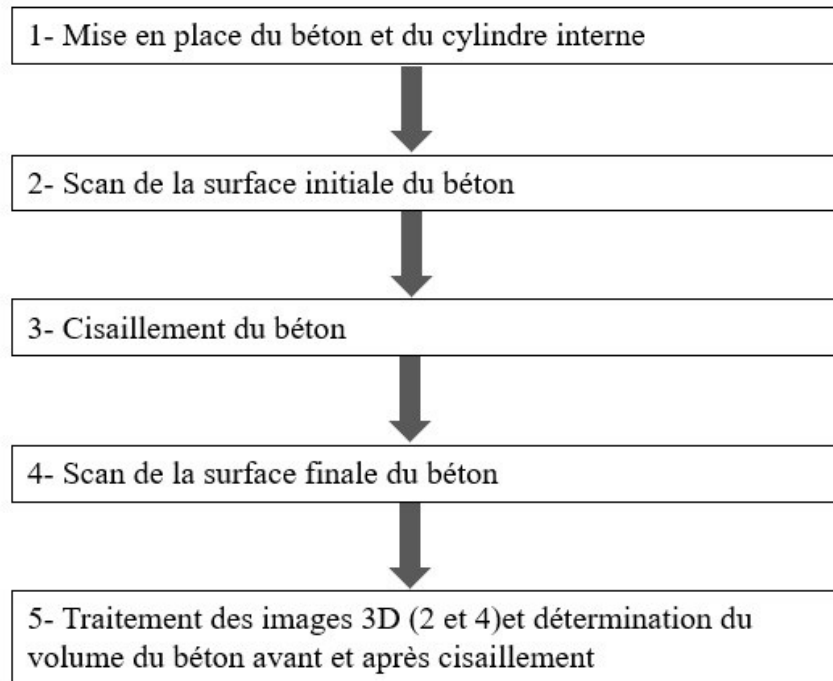 1- Mise en place du béton et du cylindre interne
2- Scan de la surface initiale du béton
3- Cisaillement du béton
4- Scan de la surface finale du béton
5- Traitement des images 3D (2 et 4)et détermination du
volume du béton avant et après cisaillement